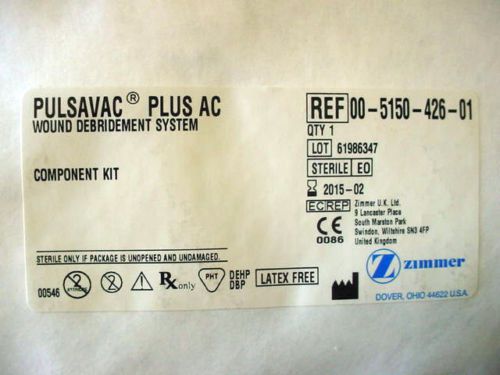 PULSAVAC® PLUS AC
WOUND DEBRIDEMENT SYSTEM
COMPONENT KIT
STERILE ONLY IF PACKAGE IS UNOPENED AND UNDAMAGED.
00546
2
2
Rx only
PHT
DEHP
DBP
LATEX FREE
REF 00-5150-426-01
QTY 1
LOT 61986347
STERILE EO
2015-02
EC REP Zimmer U.K. Ltd.
9 Lancaster Place
South Marston Park
Swindon, Wiltshire SN3 4FP
United Kingdom
CE
0086
Z zimmer
DOVER, OHIO 44622 U.S.A.